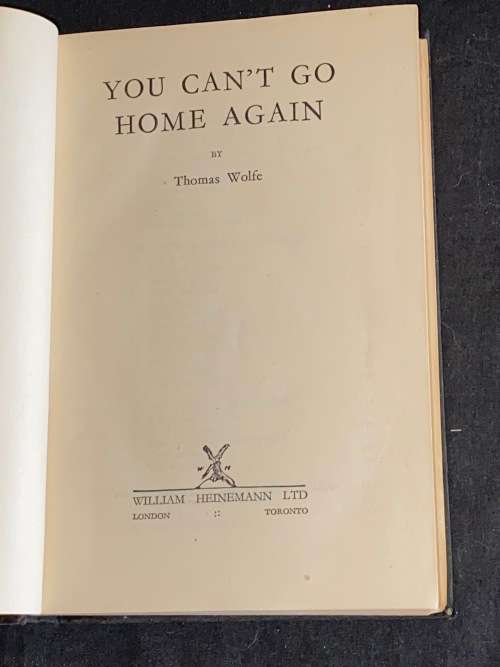 YOU CAN'T GO
HOME AGAIN
BY
Thomas Wolfe
"W" "H"
WILLIAM HEINEMANN LTD
LONDON :: TORONTO